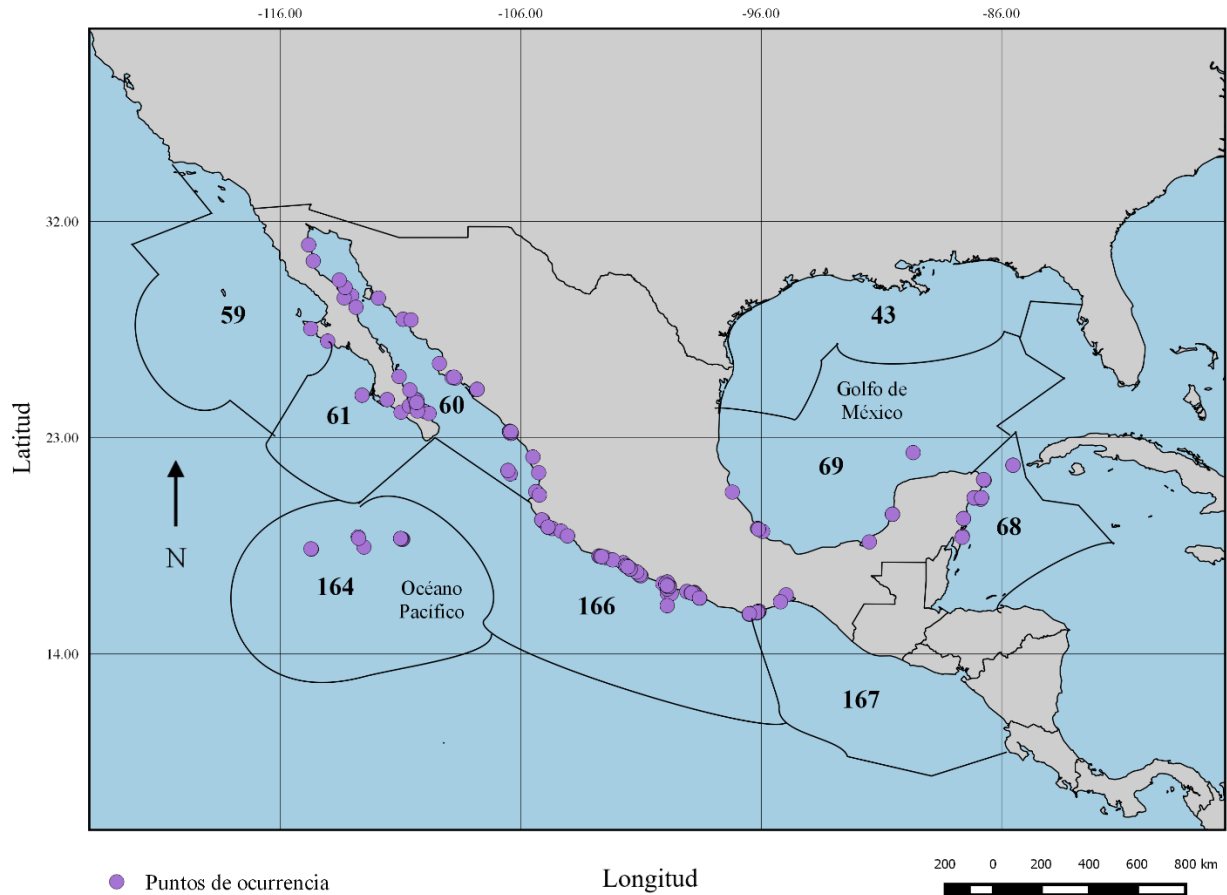 -116.00 -106.00 -96.00 -86.00
32.00
59
43
Golfo de
México
60
61
23.00
69
68
Latitud
N
164
Océano
Pacífico
166
14.00
167
Puntos de ocurrencia
Longitud
200 0 200 400 600 800 km